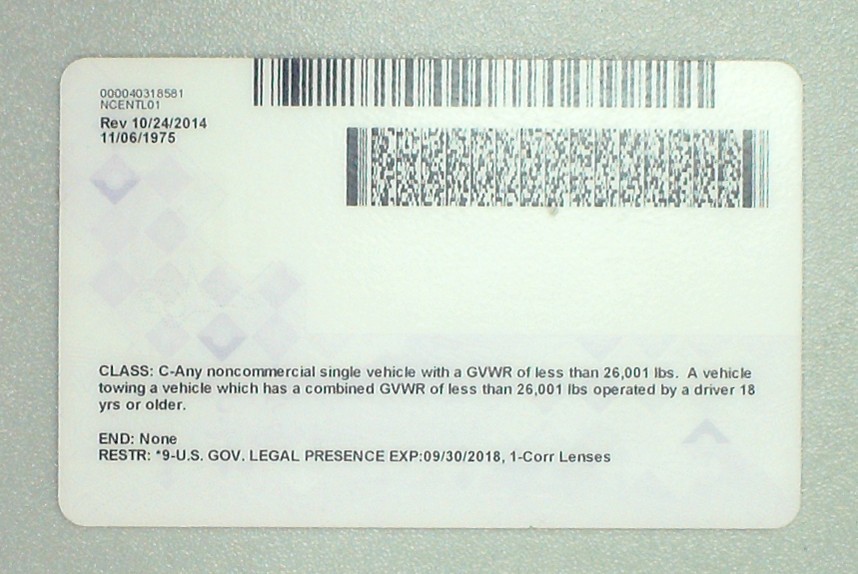 000040318581
NCENTL01
Rev 10/24/2014
11/06/1975
CLASS: C-Any noncommercial single vehicle with a GVWR of less than 26,001 lbs. A vehicle
towing a vehicle which has a combined GVWR of less than 26,001 lbs operated by a driver 18
yrs or older.
END: None
RESTR: *9-U.S. GOV. LEGAL PRESENCE EXP:09/30/2018, 1-Corr Lenses